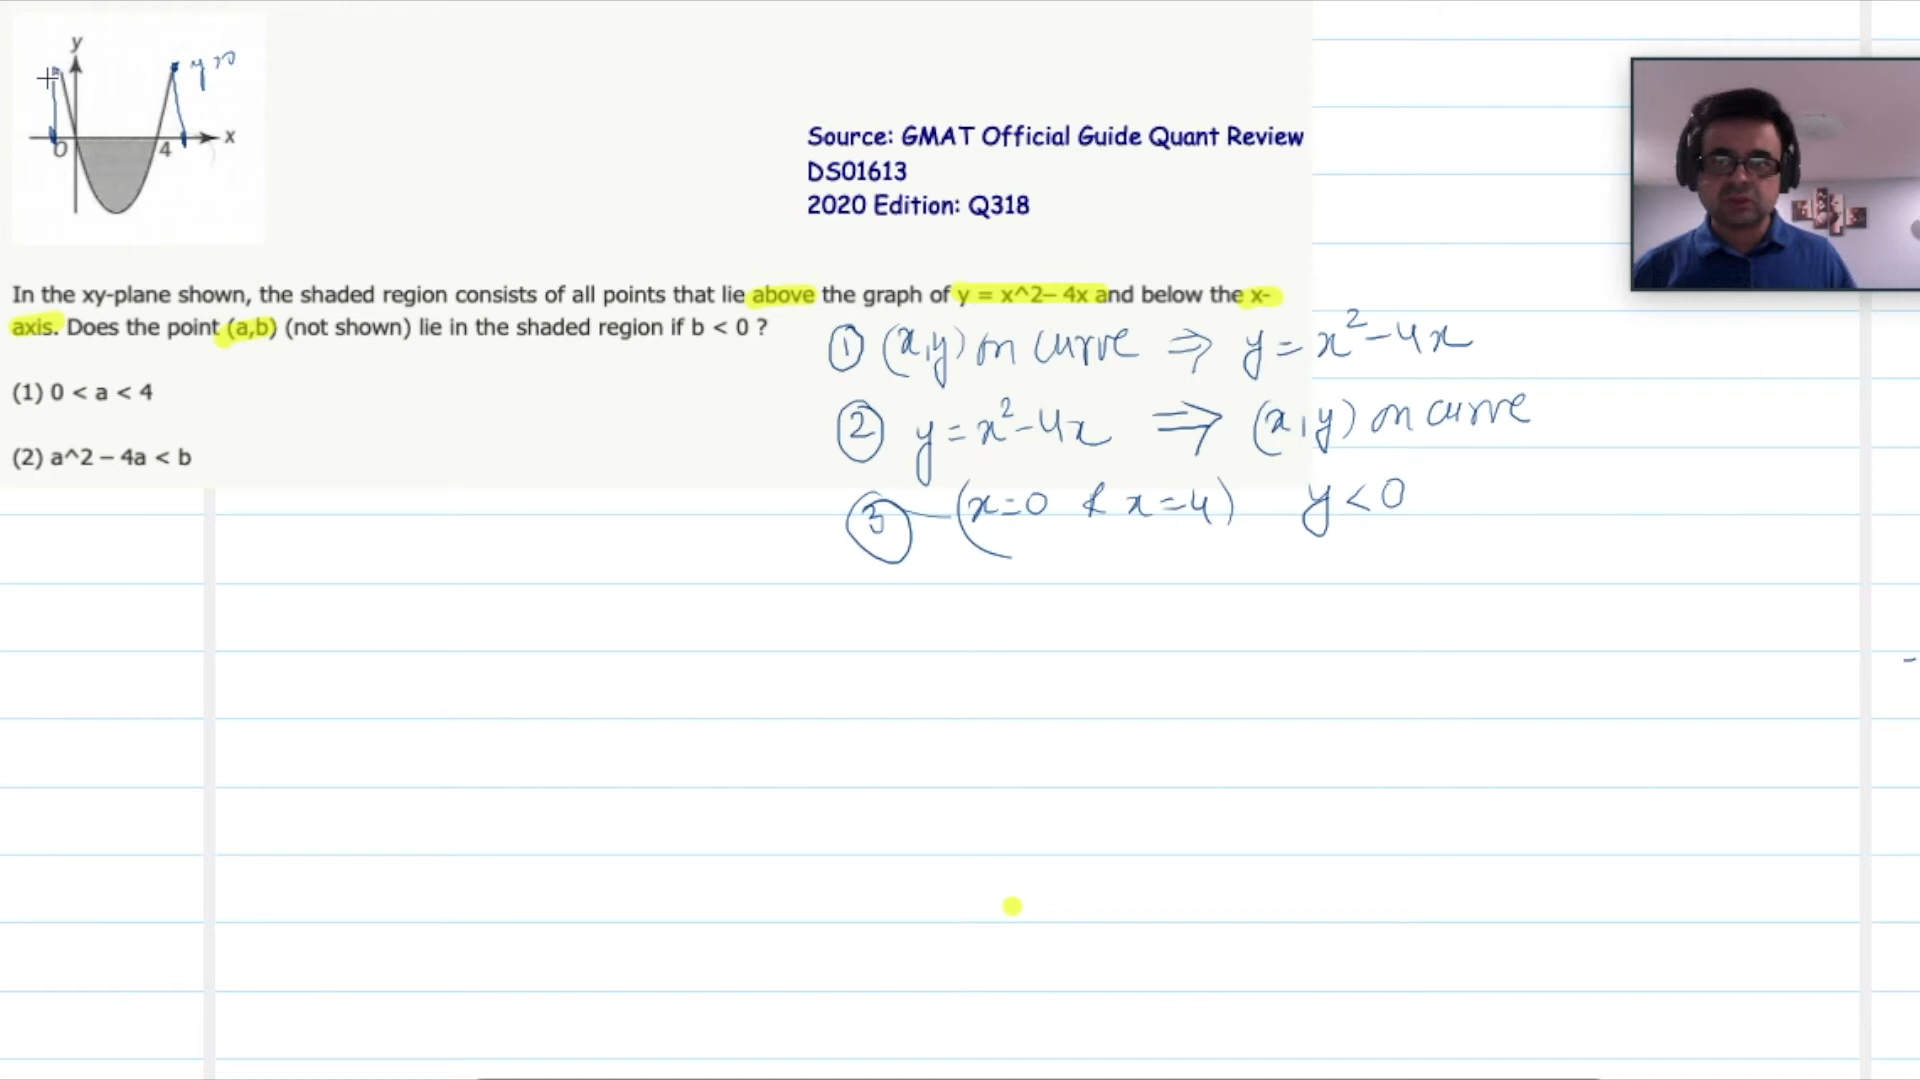 y
y>0
x
0
4
Source: GMAT Official Guide Quant Review
DS01613
2020 Edition: Q318
In the xy-plane shown, the shaded region consists of all points that lie above the graph of y = x^2– 4x and below the x-
axis. Does the point (a,b) (not shown) lie in the shaded region if b < 0 ?
(1) 0 < a < 4
(2) a^2 – 4a < b
① (x,y) on curve ⇒ y = x²-4x
② y = x²-4x ⇒ (x,y) on curve
③ (x=0 & x=4) y<0